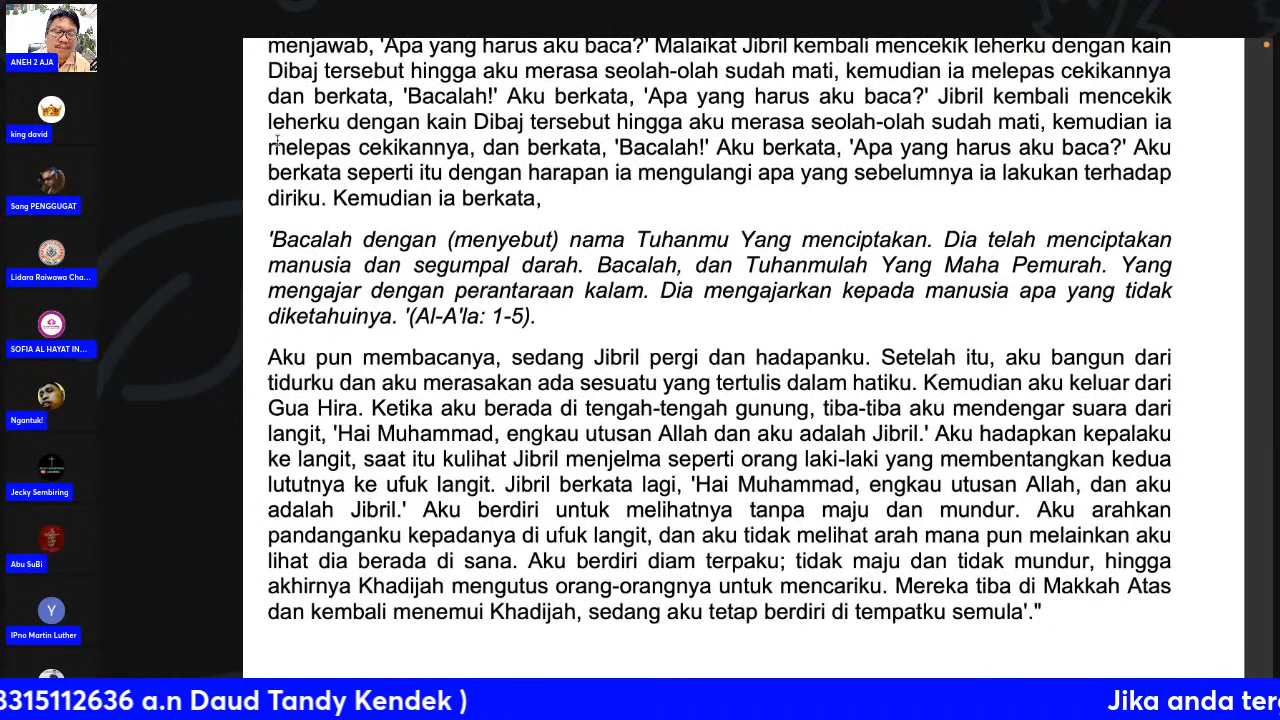 ANEH 2 AJA
king david
Sang PENGGUGAT
Lidara Raiwawa Cha...
SOFIA AL HAYAT IN...
Ngantuk!
Jecky Sembiring
Abu SuBi
Y
IPno Martin Luther
menjawab, 'Apa yang harus aku baca?' Malaikat Jibril kembali mencekik leherku dengan kain
Dibaj tersebut hingga aku merasa seolah-olah sudah mati, kemudian ia melepas cekikannya
dan berkata, 'Bacalah!' Aku berkata, 'Apa yang harus aku baca?' Jibril kembali mencekik
leherku dengan kain Dibaj tersebut hingga aku merasa seolah-olah sudah mati, kemudian ia
melepas cekikannya, dan berkata, 'Bacalah!' Aku berkata, 'Apa yang harus aku baca?' Aku
berkata seperti itu dengan harapan ia mengulangi apa yang sebelumnya ia lakukan terhadap
diriku. Kemudian ia berkata,
'Bacalah dengan (menyebut) nama Tuhanmu Yang menciptakan. Dia telah menciptakan
manusia dan segumpal darah. Bacalah, dan Tuhanmulah Yang Maha Pemurah. Yang
mengajar dengan perantaraan kalam. Dia mengajarkan kepada manusia apa yang tidak
diketahuinya. '(Al-A'la: 1-5).
Aku pun membacanya, sedang Jibril pergi dan hadapanku. Setelah itu, aku bangun dari
tidurku dan aku merasakan ada sesuatu yang tertulis dalam hatiku. Kemudian aku keluar dari
Gua Hira. Ketika aku berada di tengah-tengah gunung, tiba-tiba aku mendengar suara dari
langit, 'Hai Muhammad, engkau utusan Allah dan aku adalah Jibril.' Aku hadapkan kepalaku
ke langit, saat itu kulihat Jibril menjelma seperti orang laki-laki yang membentangkan kedua
lututnya ke ufuk langit. Jibril berkata lagi, 'Hai Muhammad, engkau utusan Allah, dan aku
adalah Jibril.' Aku berdiri untuk melihatnya tanpa maju dan mundur. Aku arahkan
pandanganku kepadanya di ufuk langit, dan aku tidak melihat arah mana pun melainkan aku
lihat dia berada di sana. Aku berdiri diam terpaku; tidak maju dan tidak mundur, hingga
akhirnya Khadijah mengutus orang-orangnya untuk mencariku. Mereka tiba di Makkah Atas
dan kembali menemui Khadijah, sedang aku tetap berdiri di tempatku semula'."
3315112636 a.n Daud Tandy Kendek ) Jika anda ter